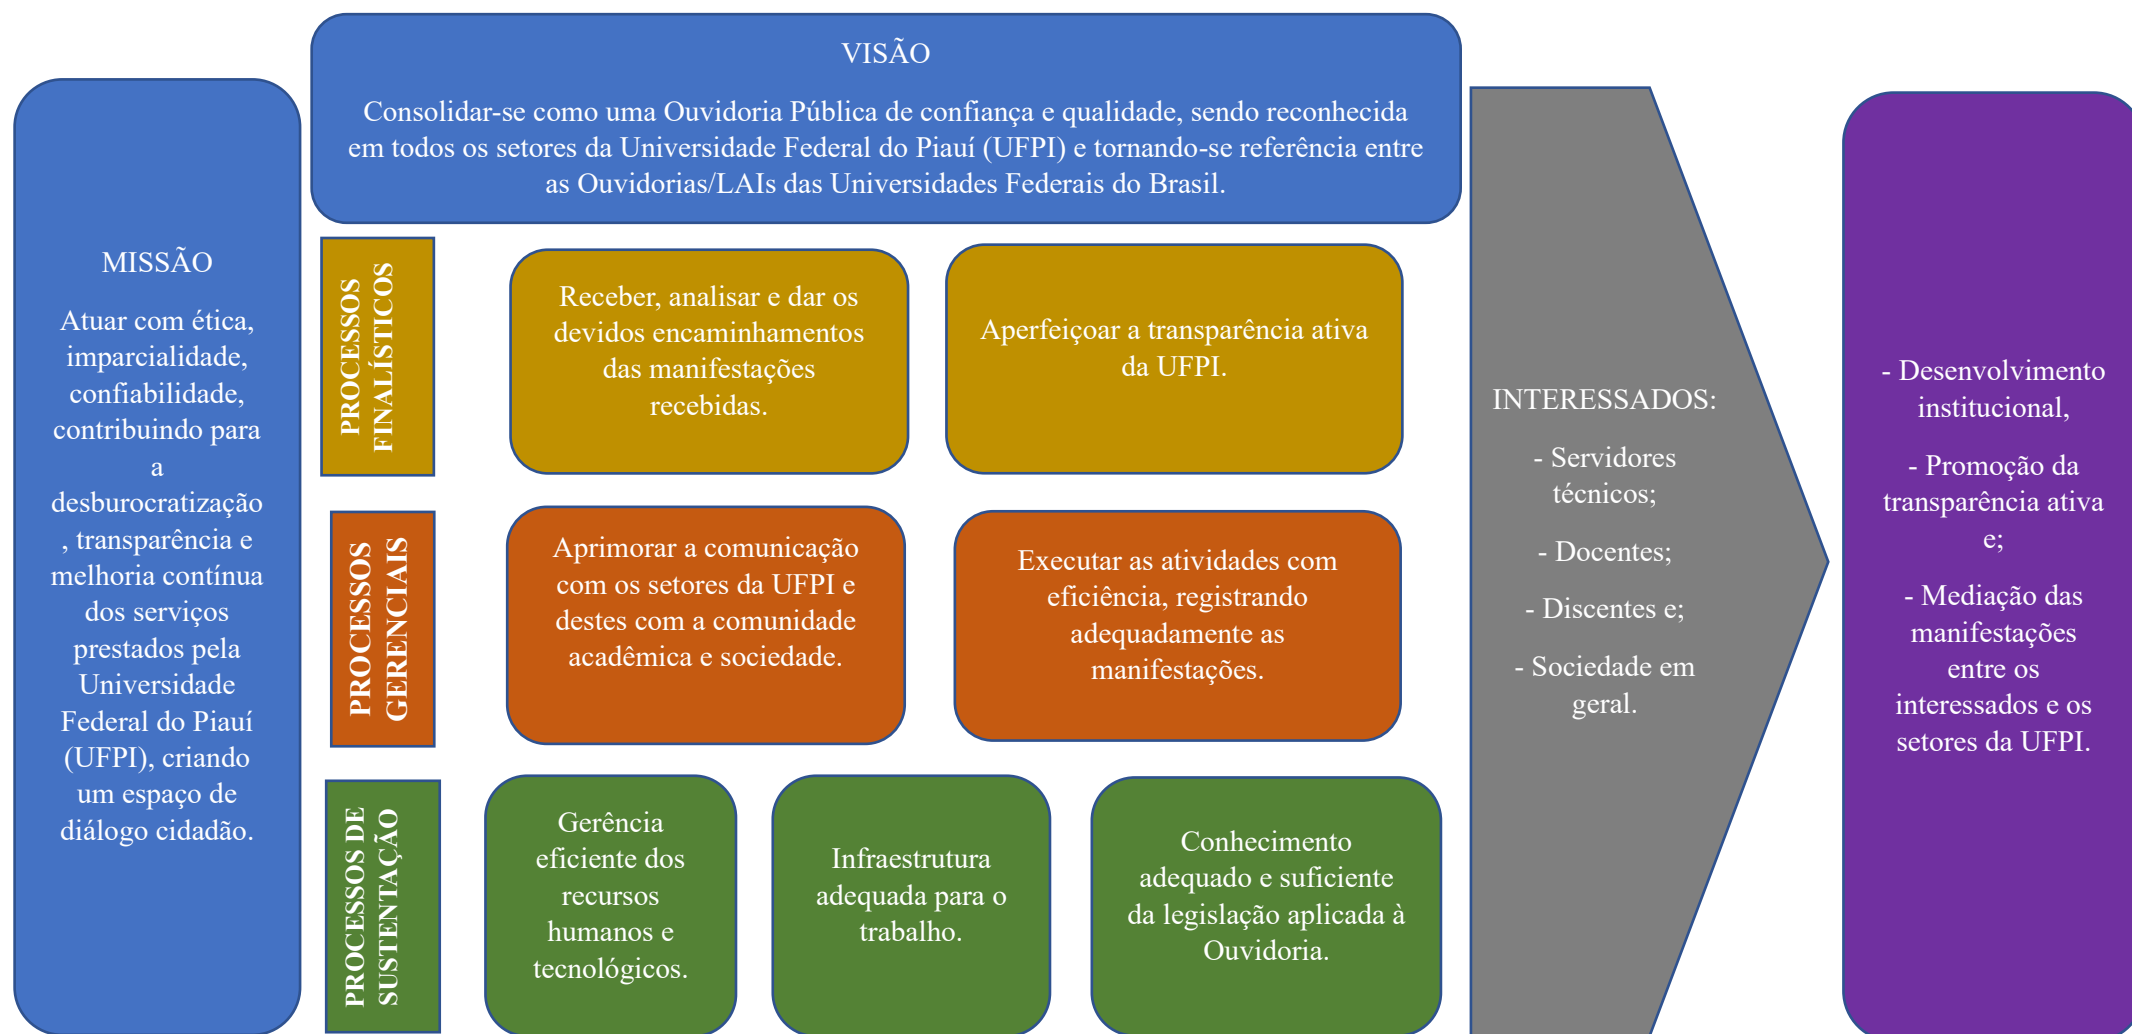 VISÃO
Consolidar-se como uma Ouvidoria Pública de confiança e qualidade, sendo reconhecida
em todos os setores da Universidade Federal do Piauí (UFPI) e tornando-se referência entre
as Ouvidorias/LAIs das Universidades Federais do Brasil.
MISSÃO
Atuar com ética,
imparcialidade,
confiabilidade,
contribuindo para
a
desburocratização
, transparência e
melhoria contínua
dos serviços
prestados pela
Universidade
Federal do Piauí
(UFPI), criando
um espaço de
diálogo cidadão.
PROCESSOS
FINALÍSTICOS
Receber, analisar e dar os
devidos encaminhamentos
das manifestações
recebidas.
Aperfeiçoar a transparência ativa
da UFPI.
PROCESSOS
GERENCIAIS
Aprimorar a comunicação
com os setores da UFPI e
destes com a comunidade
acadêmica e sociedade.
Executar as atividades com
eficiência, registrando
adequadamente as
manifestações.
PROCESSOS DE
SUSTENTAÇÃO
Gerência
eficiente dos
recursos
humanos e
tecnológicos.
Infraestrutura
adequada para o
trabalho.
Conhecimento
adequado e suficiente
da legislação aplicada à
Ouvidoria.
INTERESSADOS:
- Servidores
técnicos;
- Docentes;
- Discentes e;
- Sociedade em
geral.
- Desenvolvimento
institucional,
- Promoção da
transparência ativa
e;
- Mediação das
manifestações
entre os
interessados e os
setores da UFPI.